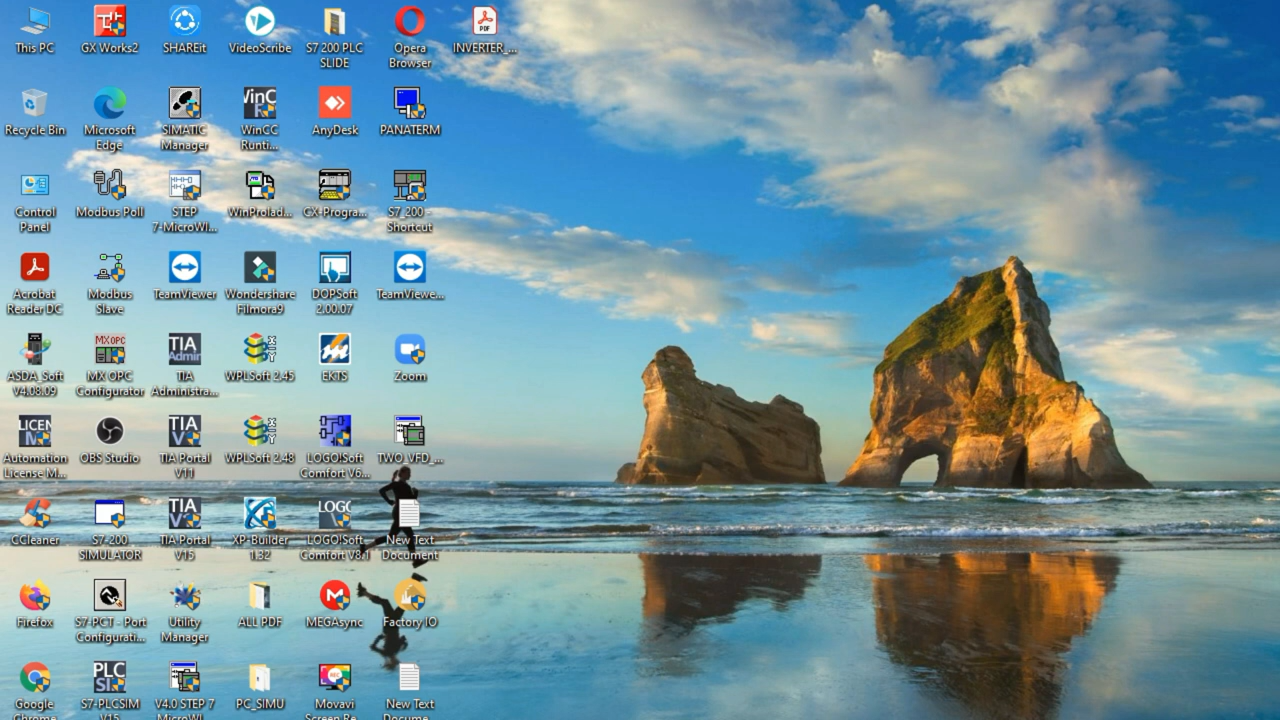 This PC
GX Works2
SHAREit
VideoScribe
S7 200 PLC
SLIDE
Opera
Browser
INVERTER_...
Recycle Bin
Microsoft
Edge
SIMATIC
Manager
WinCC
Runti...
AnyDesk
PANATERM
Control
Panel
Modbus Poll
STEP
7-MicroWI...
WinProlad...
CX-Progra...
S7_200 -
Shortcut
Acrobat
Reader DC
Modbus
Slave
TeamViewer
Wondershare
Filmora9
DOPSoft
2.00.07
TeamViewe...
ASDA_Soft
V4.08.09
MX OPC
Configurator
TIA
Administra...
WPLSoft 2.45
EKTS
Zoom
Automation
License M...
OBS Studio
TIA Portal
V11
WPLSoft 2.48
LOGO!Soft
Comfort V6...
TWO_VFD_...
CCleaner
S7-200
SIMULATOR
TIA Portal
V15
XP-Builder
1.32
LOGO!Soft
Comfort V8.1
New Text
Document
Firefox
S7-PCT - Port
Configurati...
Utility
Manager
ALL PDF
MEGAsync
Factory IO
Google
Chrome
S7-PLCSIM
V15
V4.0 STEP 7
MicroWI...
PC_SIMU
Movavi
Screen Re...
New Text
Docume...